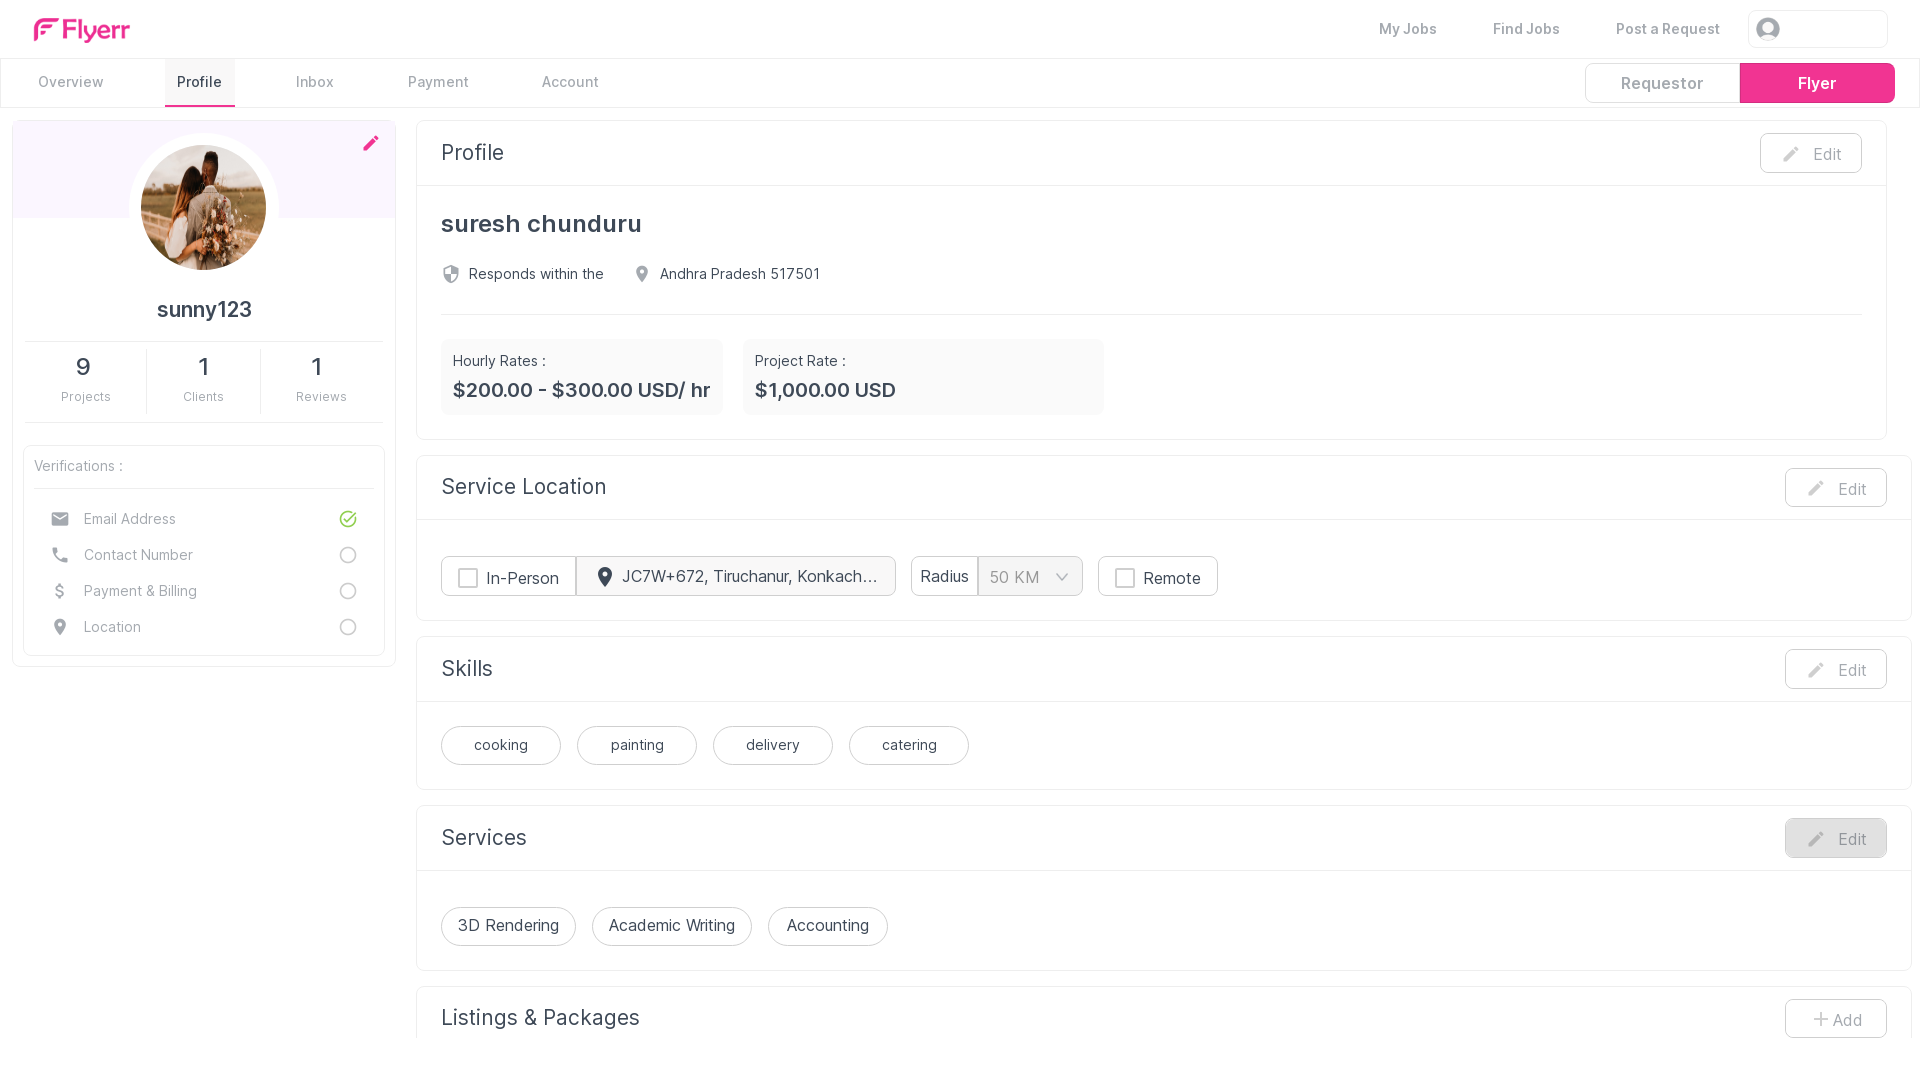 Flyerr
My Jobs
Find Jobs
Post a Request
Overview
Profile
Inbox
Payment
Account
Requestor
Flyer
sunny123
9
Projects
1
Clients
1
Reviews
Verifications :
Email Address
Contact Number
Payment & Billing
Location
Profile
Edit
suresh chunduru
Responds within the
Andhra Pradesh 517501
Hourly Rates :
$200.00 - $300.00 USD/ hr
Project Rate :
$1,000.00 USD
Service Location
Edit
In-Person
JC7W+672, Tiruchanur, Konkach...
Radius
50 KM
Remote
Skills
Edit
cooking
painting
delivery
catering
Services
Edit
3D Rendering
Academic Writing
Accounting
Listings & Packages
Add